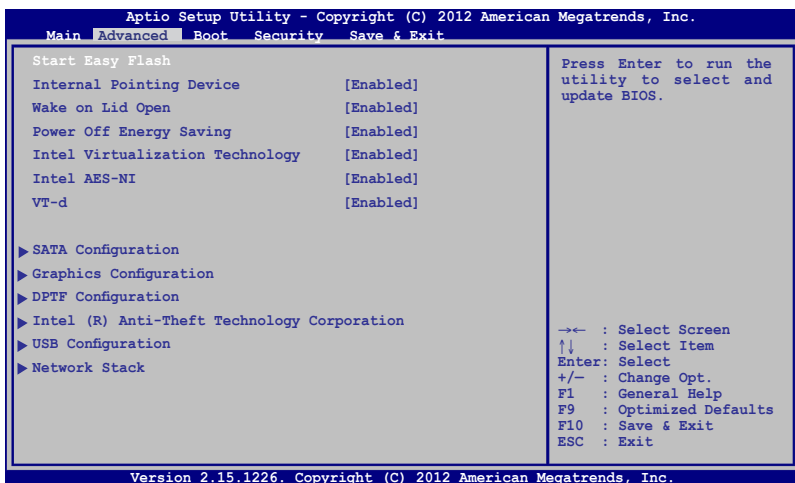 Aptio Setup Utility - Copyright (C) 2012 American Megatrends, Inc.
Main Advanced Boot Security Save & Exit
Start Easy Flash
Internal Pointing Device [Enabled]
Wake on Lid Open [Enabled]
Power Off Energy Saving [Enabled]
Intel Virtualization Technology [Enabled]
Intel AES-NI [Enabled]
VT-d [Enabled]
SATA Configuration
Graphics Configuration
DPTF Configuration
Intel (R) Anti-Theft Technology Corporation
USB Configuration
Network Stack
Press Enter to run the
utility to select and
update BIOS.
→← : Select Screen
↑↓ : Select Item
Enter: Select
+/— : Change Opt.
F1 : General Help
F9 : Optimized Defaults
F10 : Save & Exit
ESC : Exit
Version 2.15.1226. Copyright (C) 2012 American Megatrends, Inc.